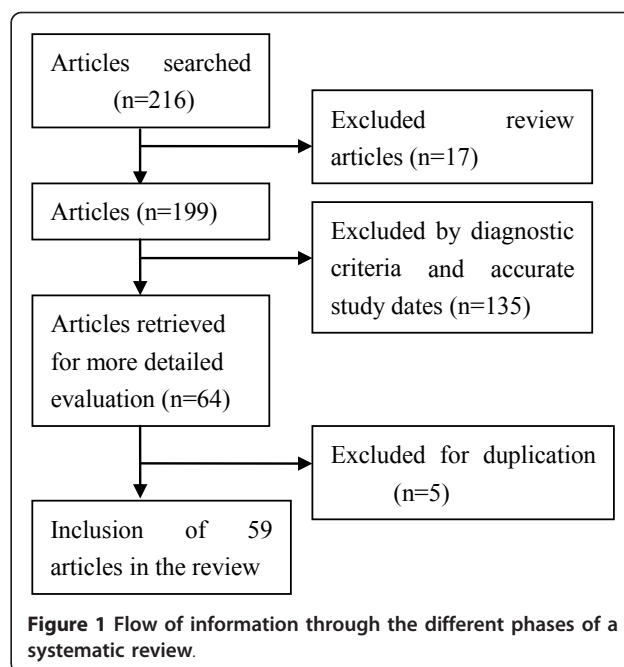 Articles searched
(n=216)
Excluded review
articles (n=17)
Articles (n=199)
Excluded by diagnostic
criteria and accurate
study dates (n=135)
Articles retrieved
for more detailed
evaluation (n=64)
Excluded for duplication
(n=5)
Inclusion of 59
articles in the review
Figure 1 Flow of information through the different phases of a
systematic review.